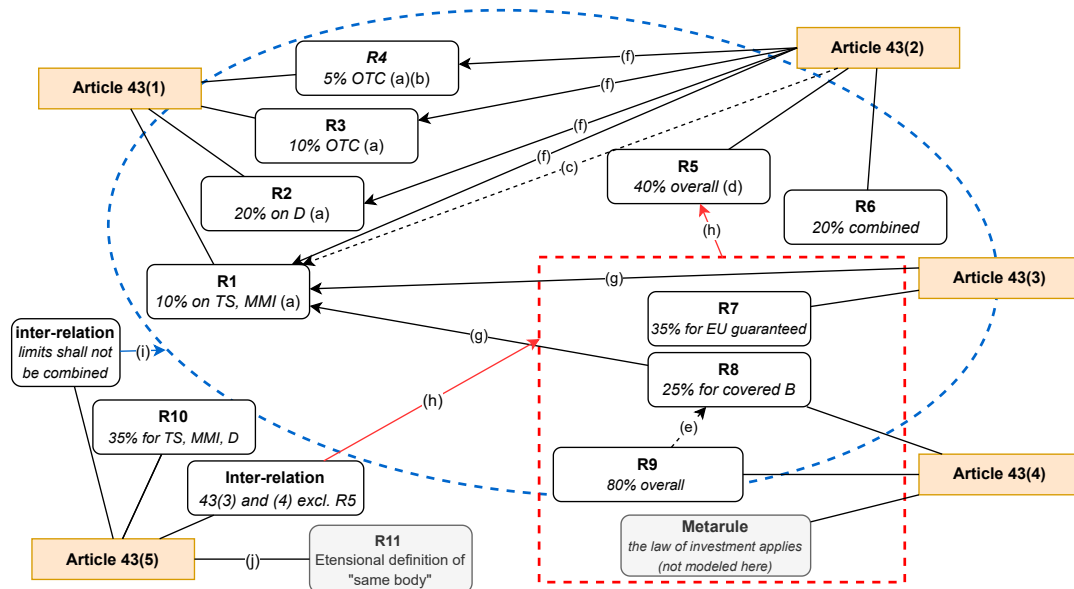 R4
5% OTC (a)(b)
(f)
Article 43(2)
Article 43(1)
(f)
R3
10% OTC (a)
(f)
(f)
(c)
R2
20% on D (a)
R5
40% overall (d)
R6
20% combined
(h)
R1
10% on TS, MMI (a)
(g)
Article 43(3)
R7
35% for EU guaranteed
inter-relation
limits shall not
be combined
(i)
(g)
R8
25% for covered B
(h)
R10
35% for TS, MMI, D
(e)
Inter-relation
43(3) and (4) excl. R5
R9
80% overall
Article 43(4)
Metarule
the law of investment applies
(not modeled here)
Article 43(5)
(j)
R11
Etensional definition of
"same body"